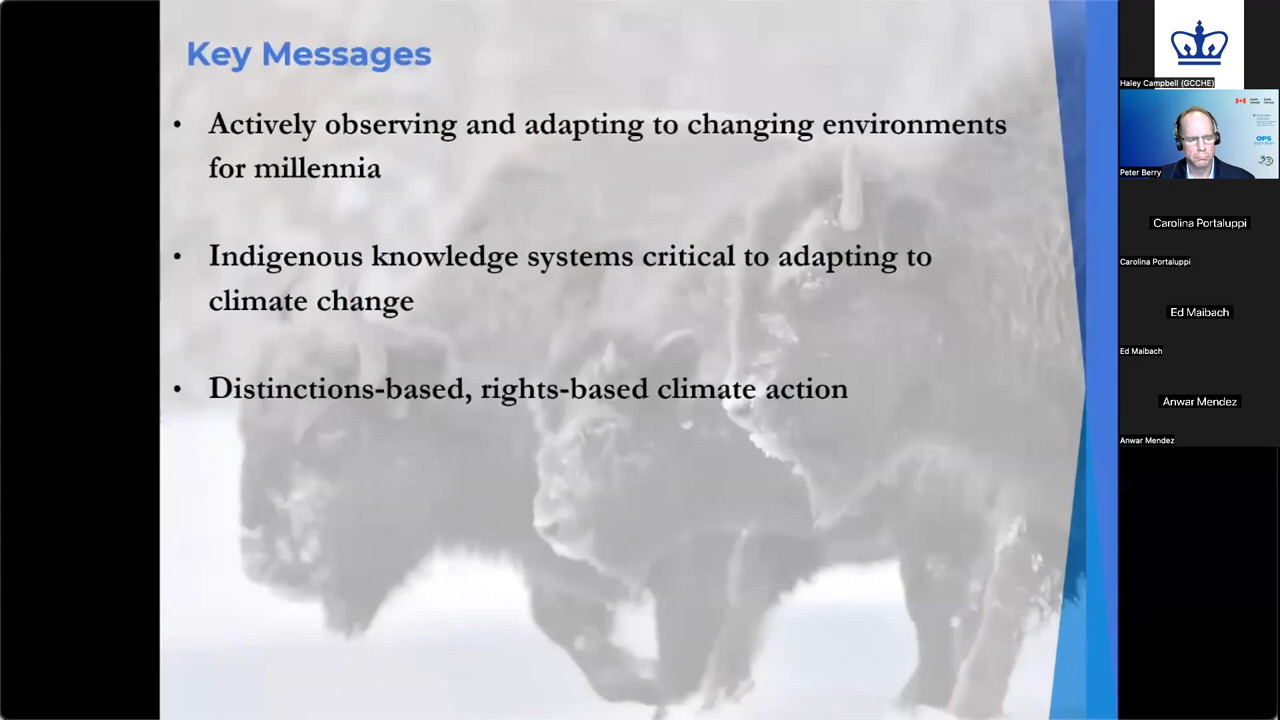 Key Messages
• Actively observing and adapting to changing environments
for millennia
• Indigenous knowledge systems critical to adapting to
climate change
• Distinctions-based, rights-based climate action
Haley Campbell (GCCHE)
OPS
Peter Berry
Carolina Portaluppi
Carolina Portaluppi
Ed Maibach
Ed Maibach
Anwar Mendez
Anwar Mendez